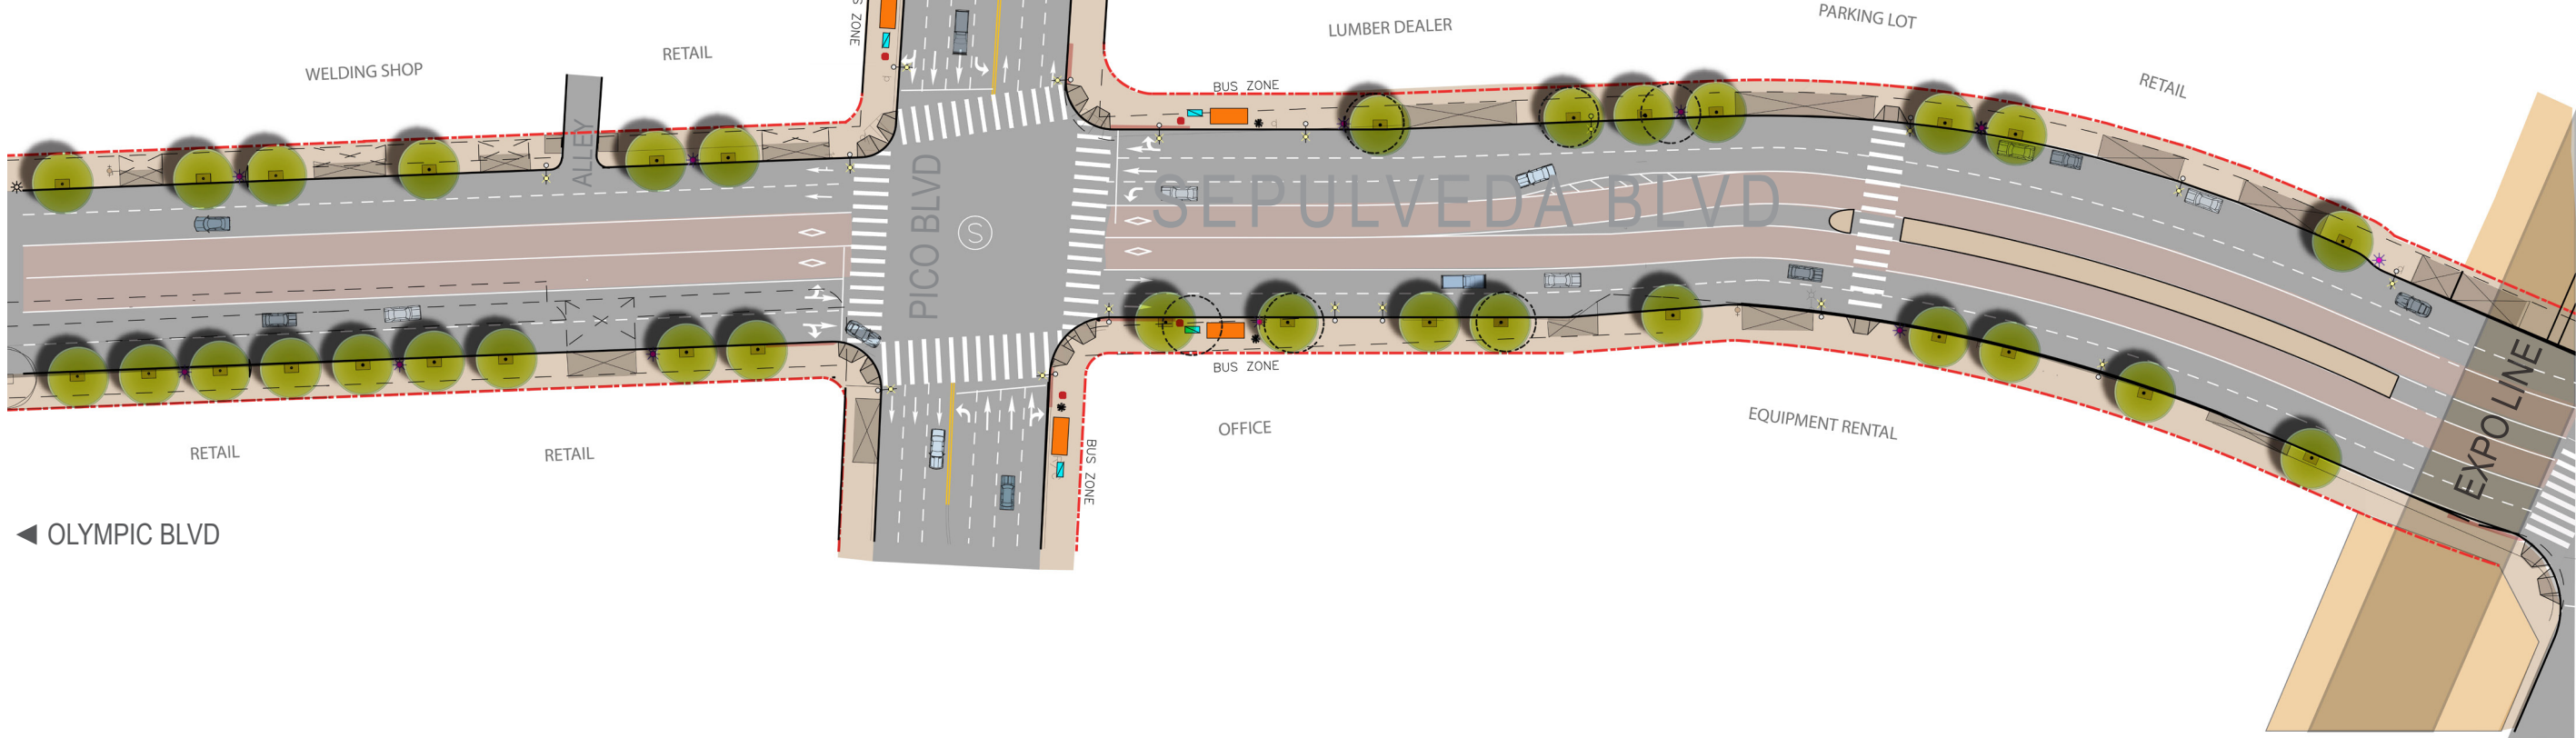 S ZONE
LUMBER DEALER
PARKING LOT
WELDING SHOP
RETAIL
BUS ZONE
RETAIL
ALLEY
PICO BLVD
S
SEPULVEDA BLVD
BUS ZONE
RETAIL
RETAIL
OFFICE
EQUIPMENT RENTAL
BUS ZONE
EXPO LINE
◄ OLYMPIC BLVD